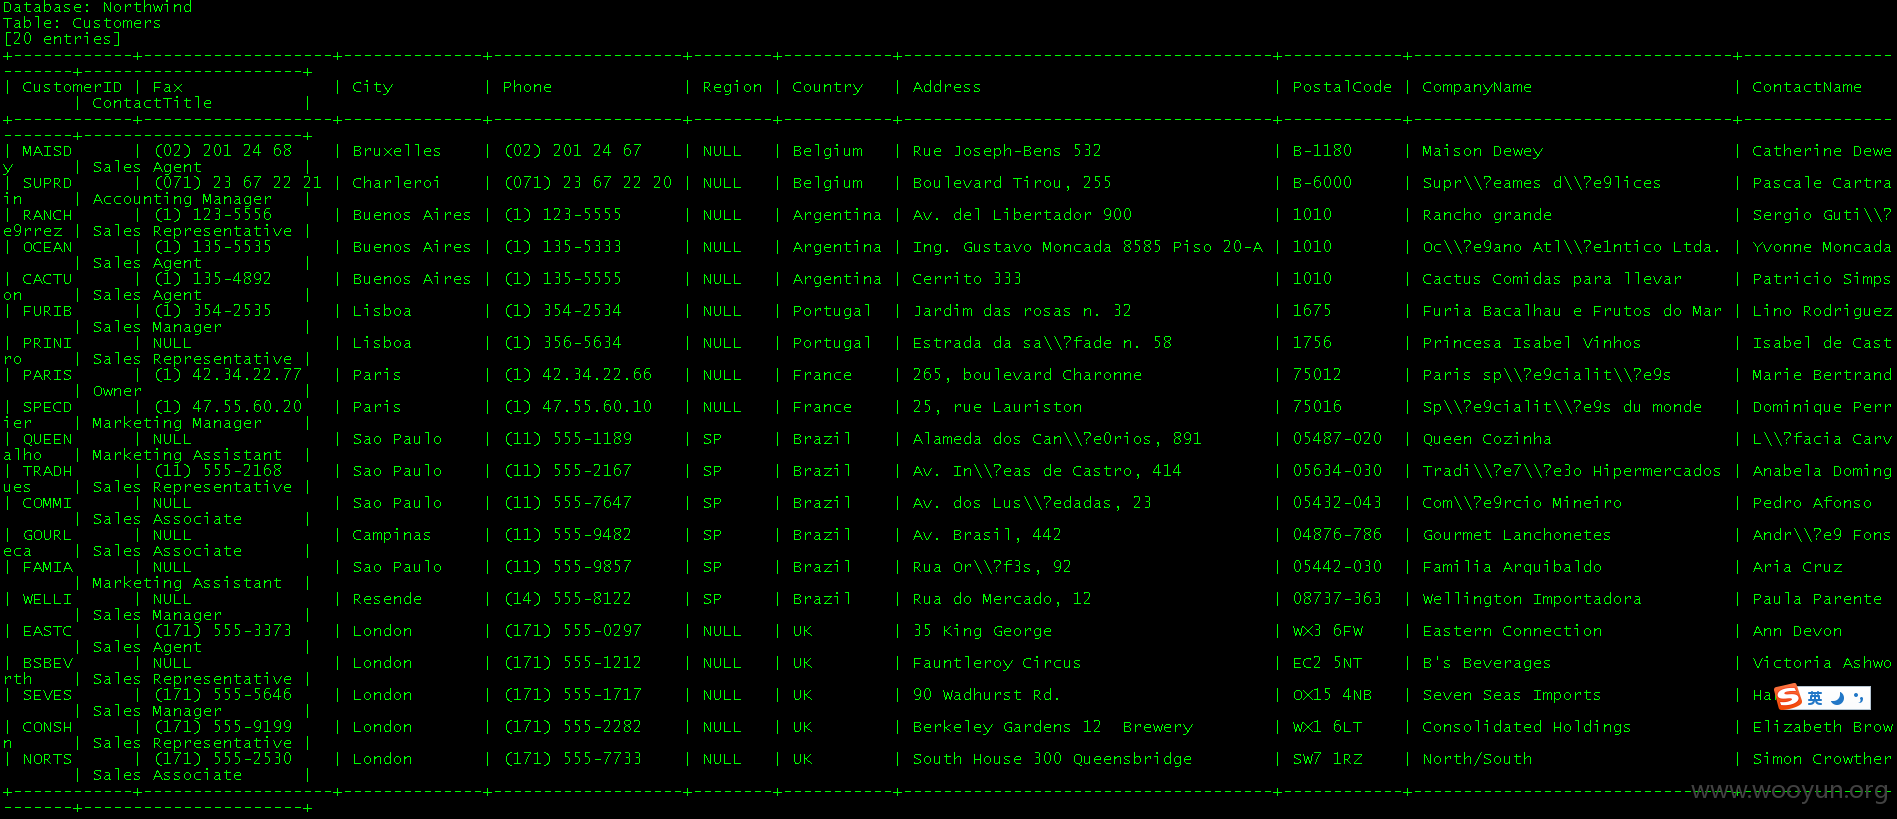 Database: Northwind
Table: Customers
[20 entries]
| CustomerID | Fax | City | Phone | Region | Country | Address | PostalCode | CompanyName | ContactName
| ContactTitle |
| MAISD | (02) 201 24 68 | Bruxelles | (02) 201 24 67 | NULL | Belgium | Rue Joseph-Bens 532 | B-1180 | Maison Dewey | Catherine Dewe
y | Sales Agent |
| SUPRD | (071) 23 67 22 21 | Charleroi | (071) 23 67 22 20 | NULL | Belgium | Boulevard Tirou, 255 | B-6000 | Supr\\?eames d\\?e9lices | Pascale Cartra
in | Accounting Manager |
| RANCH | (1) 123-5556 | Buenos Aires | (1) 123-5555 | NULL | Argentina | Av. del Libertador 900 | 1010 | Rancho grande | Sergio Guti\\?
e9rrez | Sales Representative |
| OCEAN | (1) 135-5535 | Buenos Aires | (1) 135-5333 | NULL | Argentina | Ing. Gustavo Moncada 8585 Piso 20-A | 1010 | Oc\\?e9ano Atl\\?e1ntico Ltda. | Yvonne Moncada
| Sales Agent |
| CACTU | (1) 135-4892 | Buenos Aires | (1) 135-5555 | NULL | Argentina | Cerrito 333 | 1010 | Cactus Comidas para llevar | Patricio Simps
on | Sales Agent |
| FURIB | (1) 354-2535 | Lisboa | (1) 354-2534 | NULL | Portugal | Jardim das rosas n. 32 | 1675 | Furia Bacalhau e Frutos do Mar | Lino Rodriguez
| Sales Manager |
| PRINI | NULL | Lisboa | (1) 356-5634 | NULL | Portugal | Estrada da sa\\?fade n. 58 | 1756 | Princesa Isabel Vinhos | Isabel de Cast
ro | Sales Representative |
| PARIS | (1) 42.34.22.77 | Paris | (1) 42.34.22.66 | NULL | France | 265, boulevard Charonne | 75012 | Paris sp\\?e9cialit\\?e9s | Marie Bertrand
| Owner |
| SPECD | (1) 47.55.60.20 | Paris | (1) 47.55.60.10 | NULL | France | 25, rue Lauriston | 75016 | Sp\\?e9cialit\\?e9s du monde | Dominique Perr
ier | Marketing Manager |
| QUEEN | NULL | Sao Paulo | (11) 555-1189 | SP | Brazil | Alameda dos Can\\?e0rios, 891 | 05487-020 | Queen Cozinha | L\\?facia Carv
alho | Marketing Assistant |
| TRADH | (11) 555-2168 | Sao Paulo | (11) 555-2167 | SP | Brazil | Av. In\\?eas de Castro, 414 | 05634-030 | Tradi\\?e7\\?e3o Hipermercados | Anabela Doming
ues | Sales Representative |
| COMMI | NULL | Sao Paulo | (11) 555-7647 | SP | Brazil | Av. dos Lus\\?edadas, 23 | 05432-043 | Com\\?e9rcio Mineiro | Pedro Afonso
| Sales Associate |
| GOURL | NULL | Campinas | (11) 555-9482 | SP | Brazil | Av. Brasil, 442 | 04876-786 | Gourmet Lanchonetes | Andr\\?e9 Fons
eca | Sales Associate |
| FAMIA | NULL | Sao Paulo | (11) 555-9857 | SP | Brazil | Rua Or\\?f3s, 92 | 05442-030 | Familia Arquibaldo | Aria Cruz
| Marketing Assistant |
| WELLI | NULL | Resende | (14) 555-8122 | SP | Brazil | Rua do Mercado, 12 | 08737-363 | Wellington Importadora | Paula Parente
| Sales Manager |
| EASTC | (171) 555-3373 | London | (171) 555-0297 | NULL | UK | 35 King George | WX3 6FW | Eastern Connection | Ann Devon
| Sales Agent |
| BSBEV | NULL | London | (171) 555-1212 | NULL | UK | Fauntleroy Circus | EC2 5NT | B's Beverages | Victoria Ashwo
rth | Sales Representative |
| SEVES | (171) 555-5646 | London | (171) 555-1717 | NULL | UK | 90 Wadhurst Rd. | OX15 4NB | Seven Seas Imports | Ha
S 英
| Sales Manager |
| CONSH | (171) 555-9199 | London | (171) 555-2282 | NULL | UK | Berkeley Gardens 12  Brewery | WX1 6LT | Consolidated Holdings | Elizabeth Brow
n | Sales Representative |
| NORTS | (171) 555-2530 | London | (171) 555-7733 | NULL | UK | South House 300 Queensbridge | SW7 1RZ | North/South | Simon Crowther
| Sales Associate |
www.wooyun.org